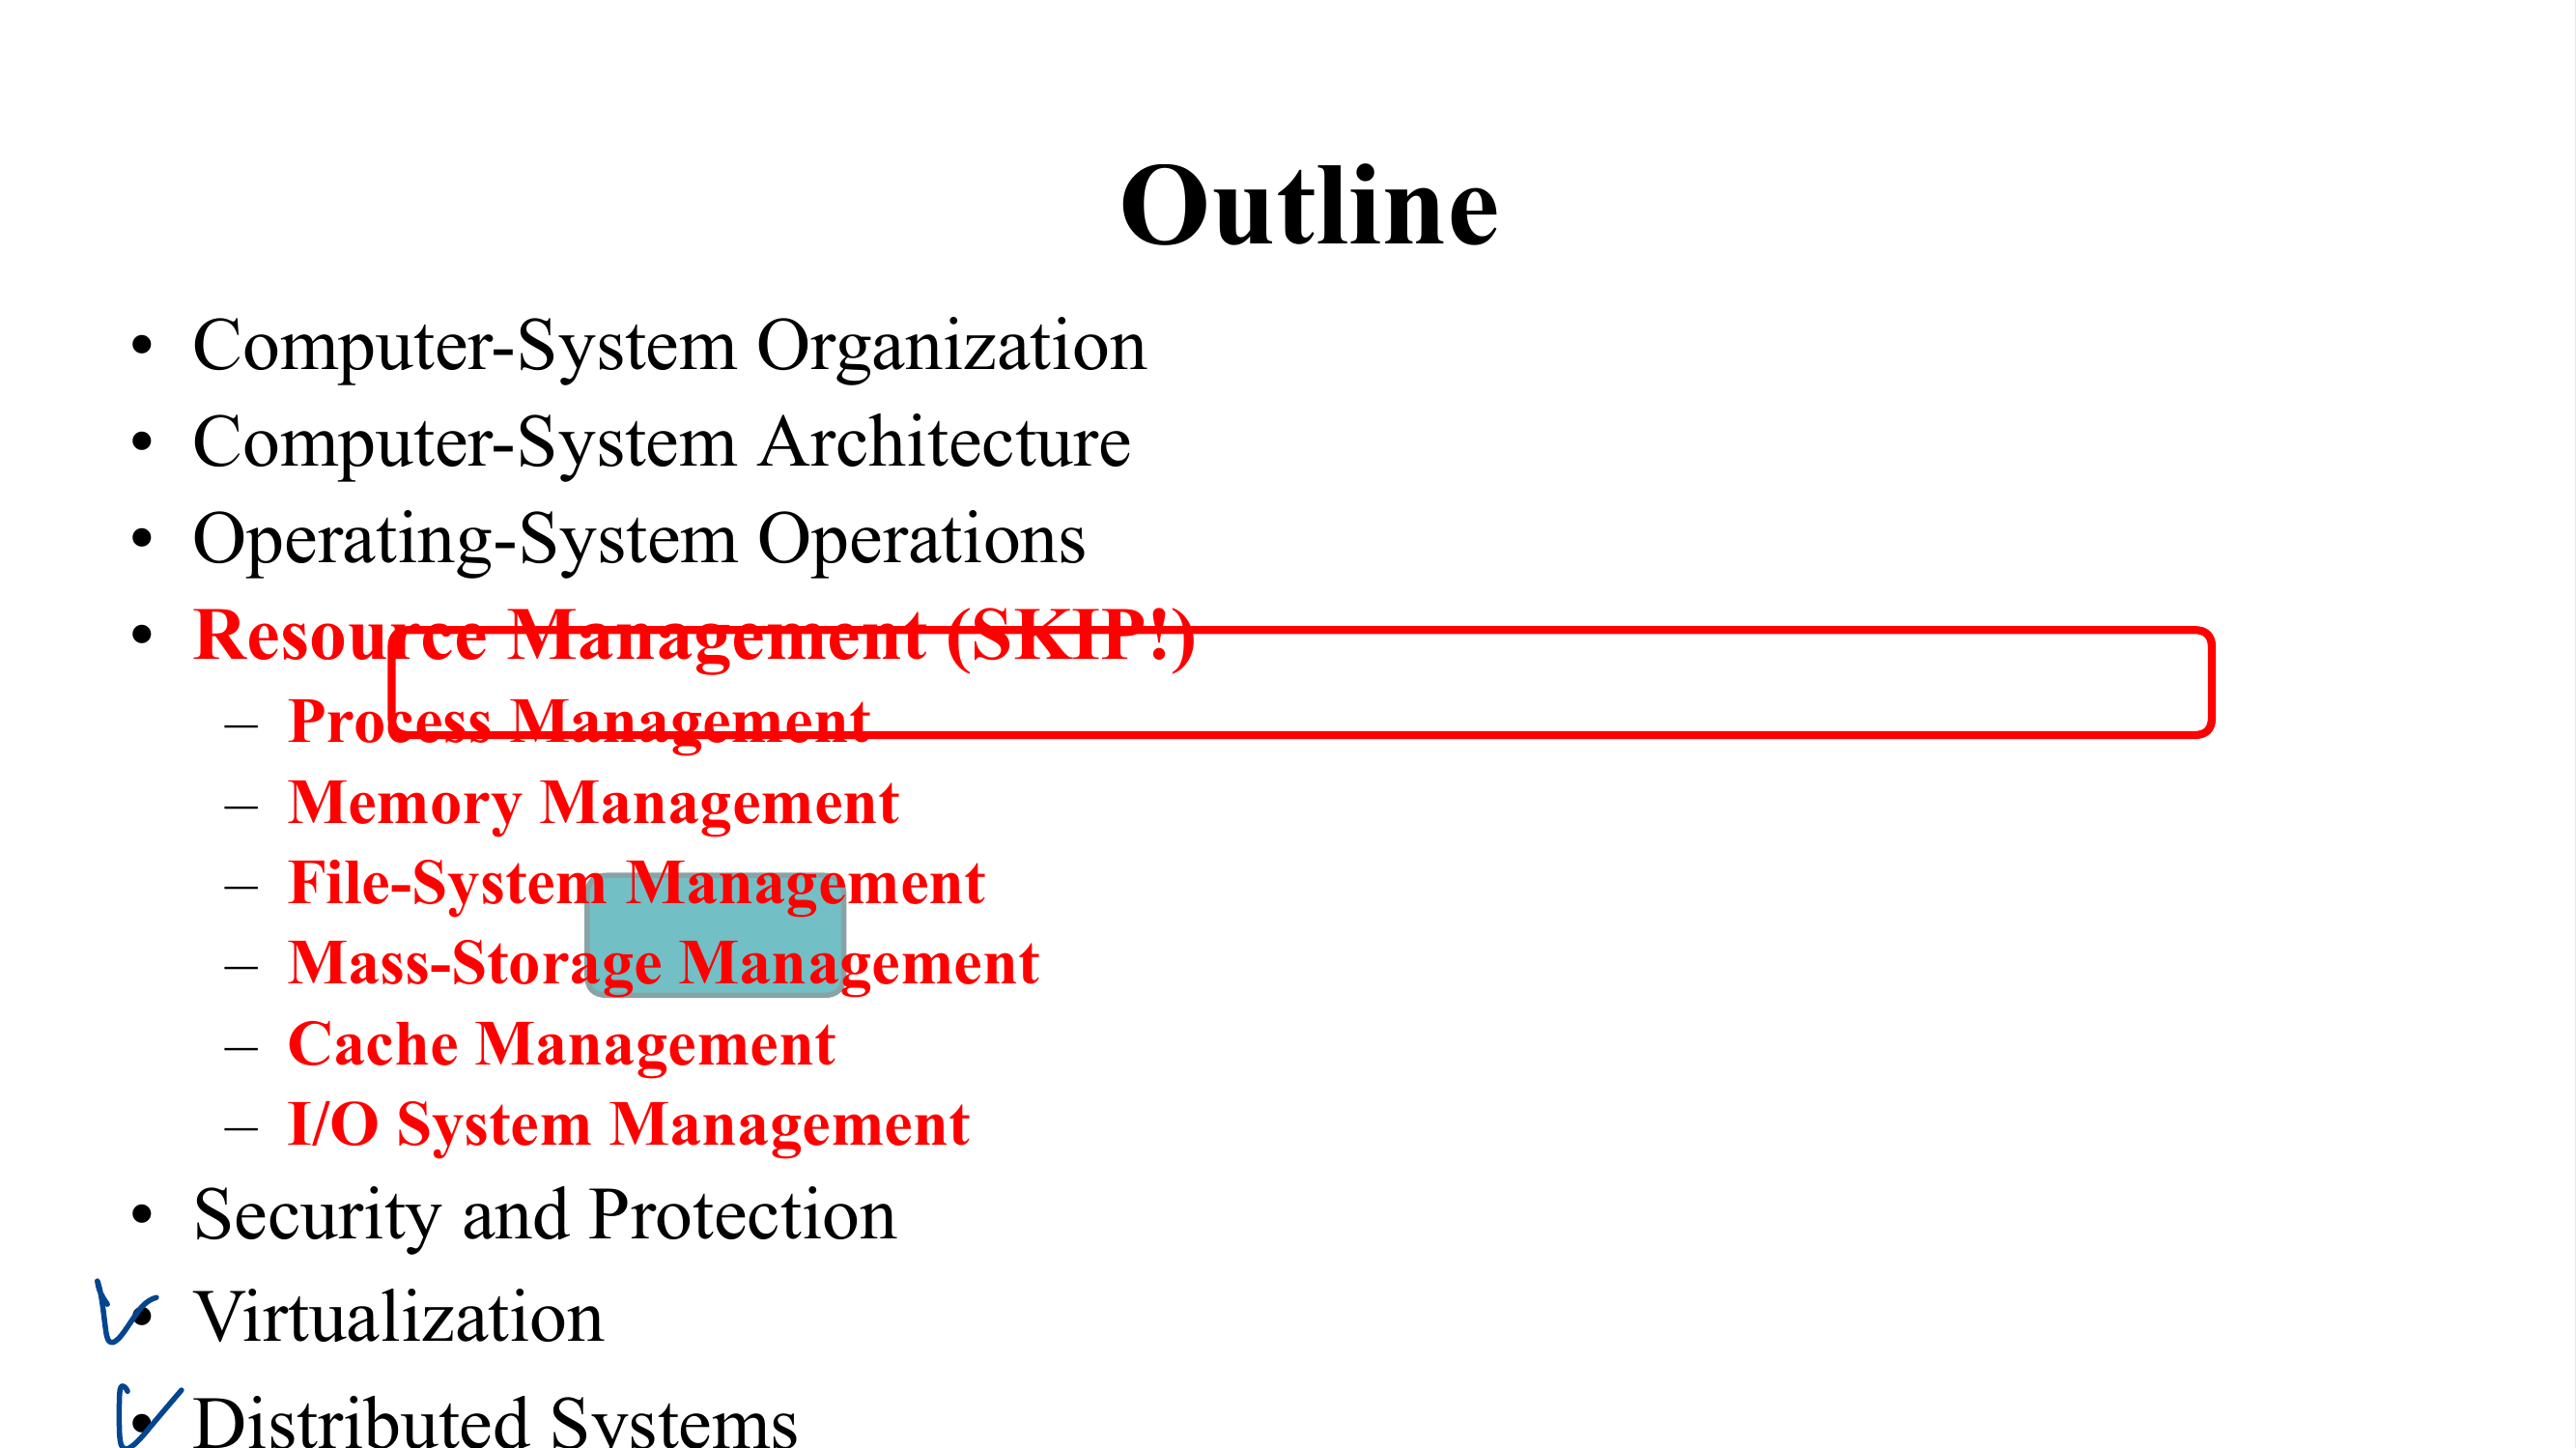 Outline
• Computer-System Organization
• Computer-System Architecture
• Operating-System Operations
• Resource Management (SKIP!)
– Process Management
– Memory Management
– File-System Management
– Mass-Storage Management
– Cache Management
– I/O System Management
• Security and Protection
• Virtualization
• Distributed Systems